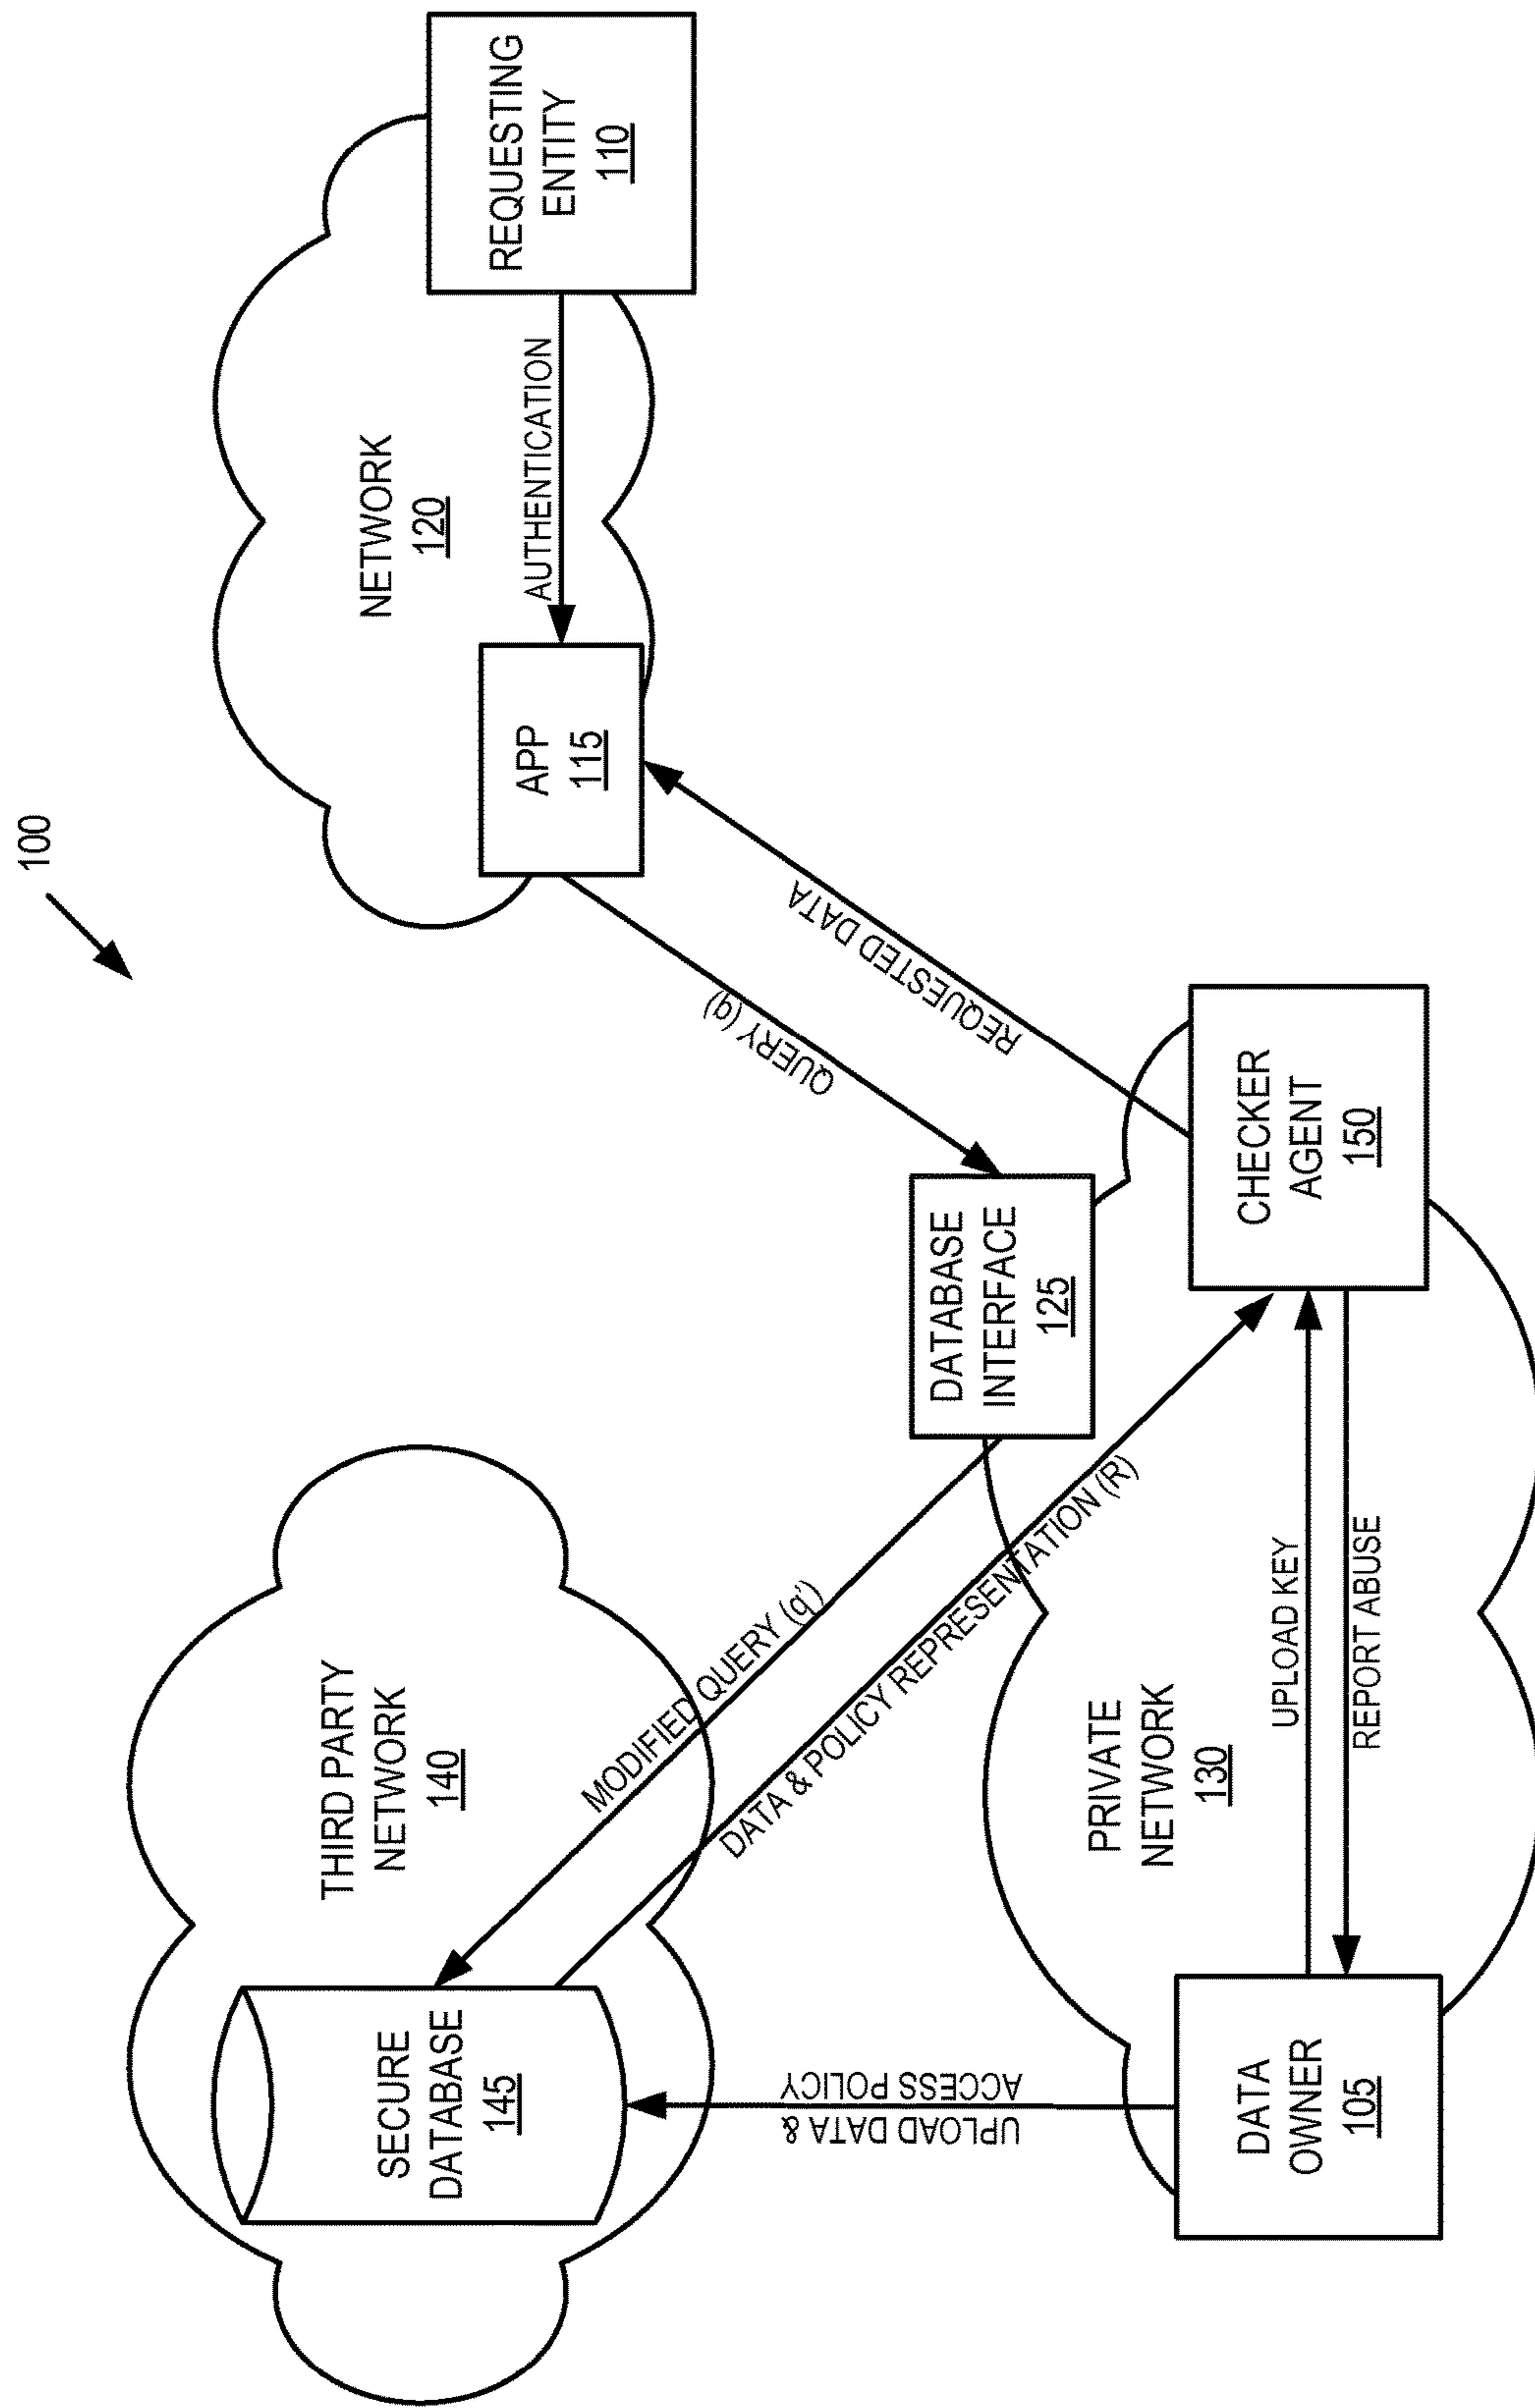 100
THIRD PARTY
NETWORK
140
SECURE
DATABASE
145
NETWORK
120
REQUESTING
ENTITY
110
AUTHENTICATION
APP
115
QUERY (q)
REQUESTED DATA
MODIFIED QUERY (q')
DATA & POLICY REPRESENTATION (R)
DATABASE
INTERFACE
125
UPLOAD DATA &
ACCESS POLICY
PRIVATE
NETWORK
130
CHECKER
AGENT
150
UPLOAD KEY
REPORT ABUSE
DATA
OWNER
105